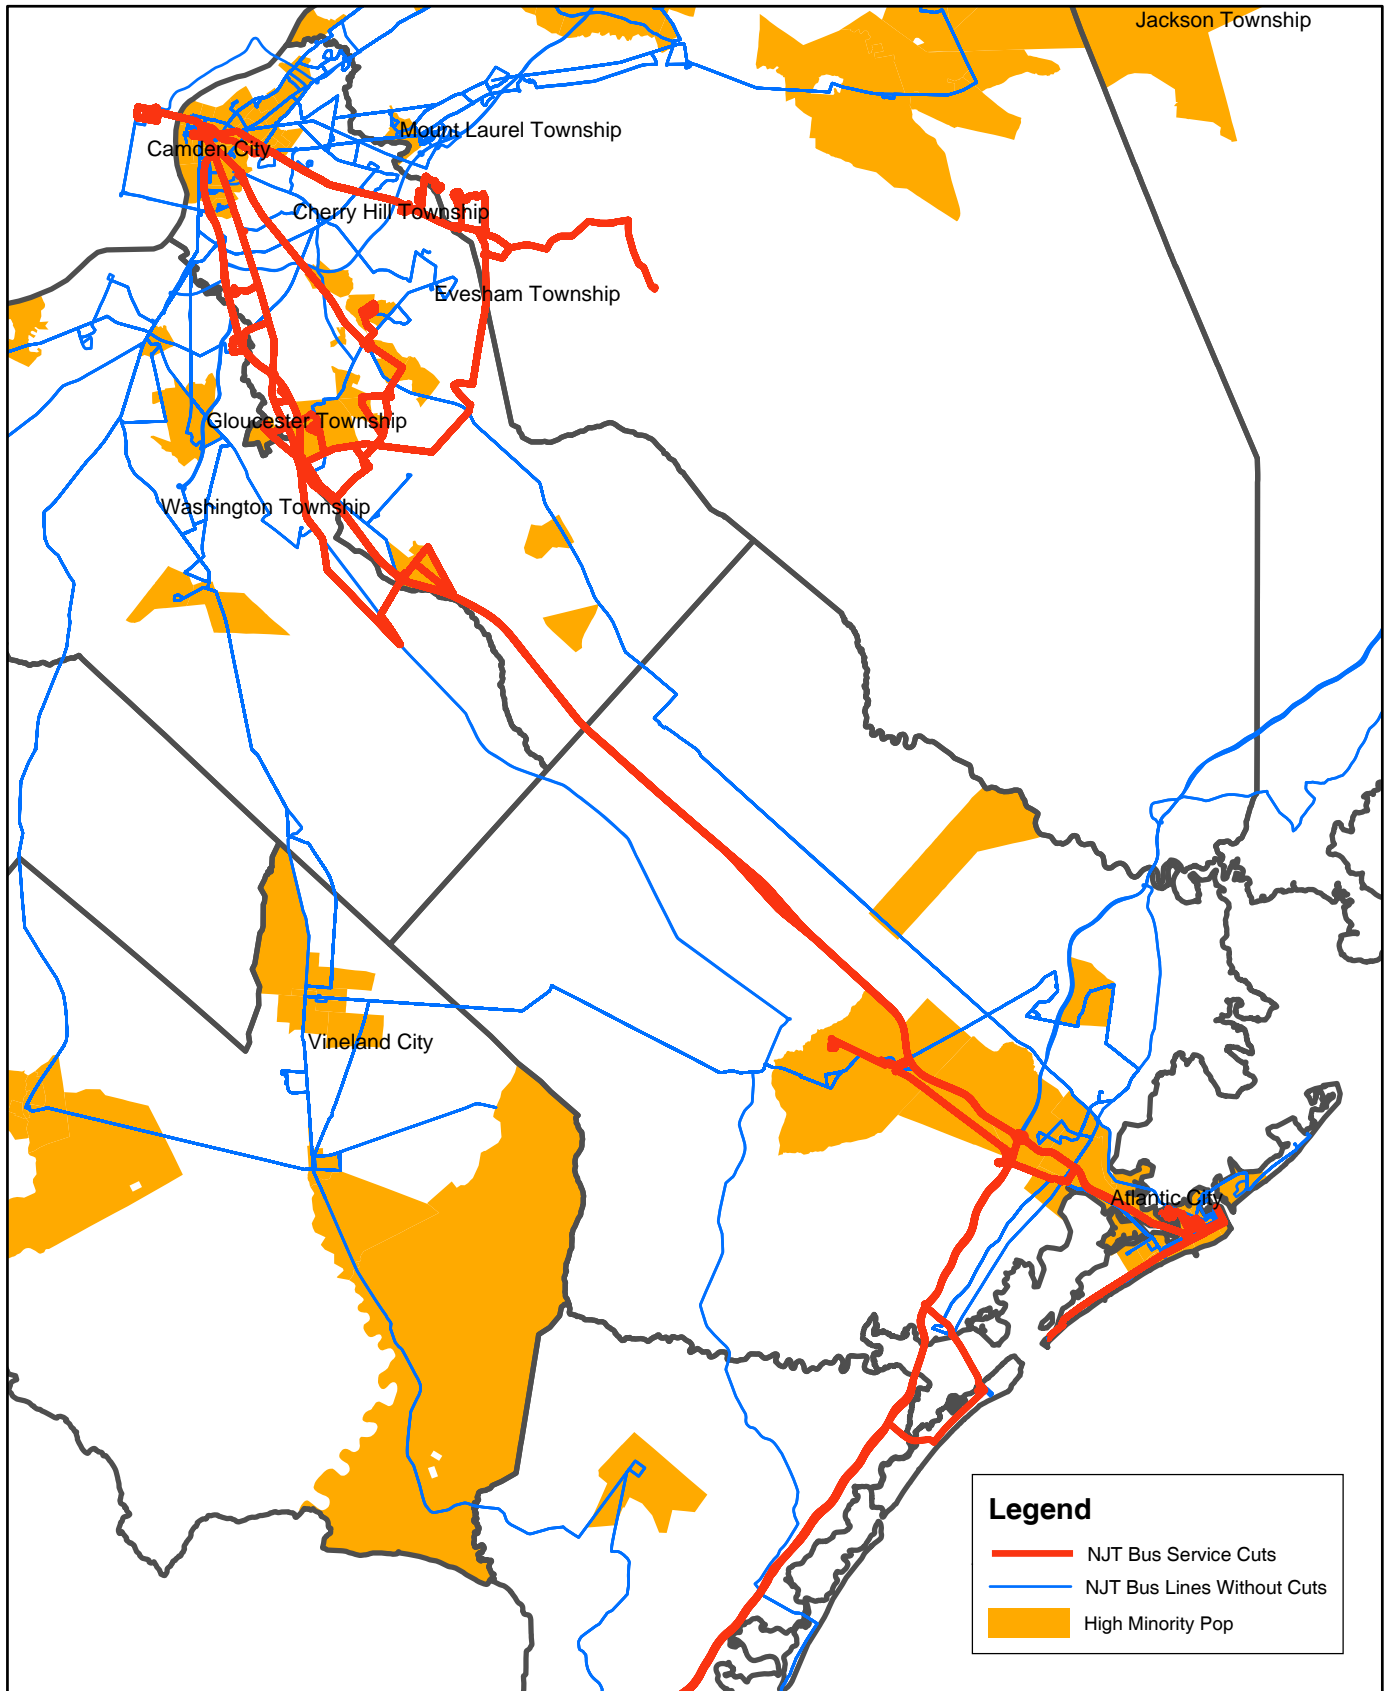 Jackson Township
Mount Laurel Township
Camden City
Cherry Hill Township
Evesham Township
Gloucester Township
Washington Township
Vineland City
Atlantic City
Legend
NJT Bus Service Cuts
NJT Bus Lines Without Cuts
High Minority Pop